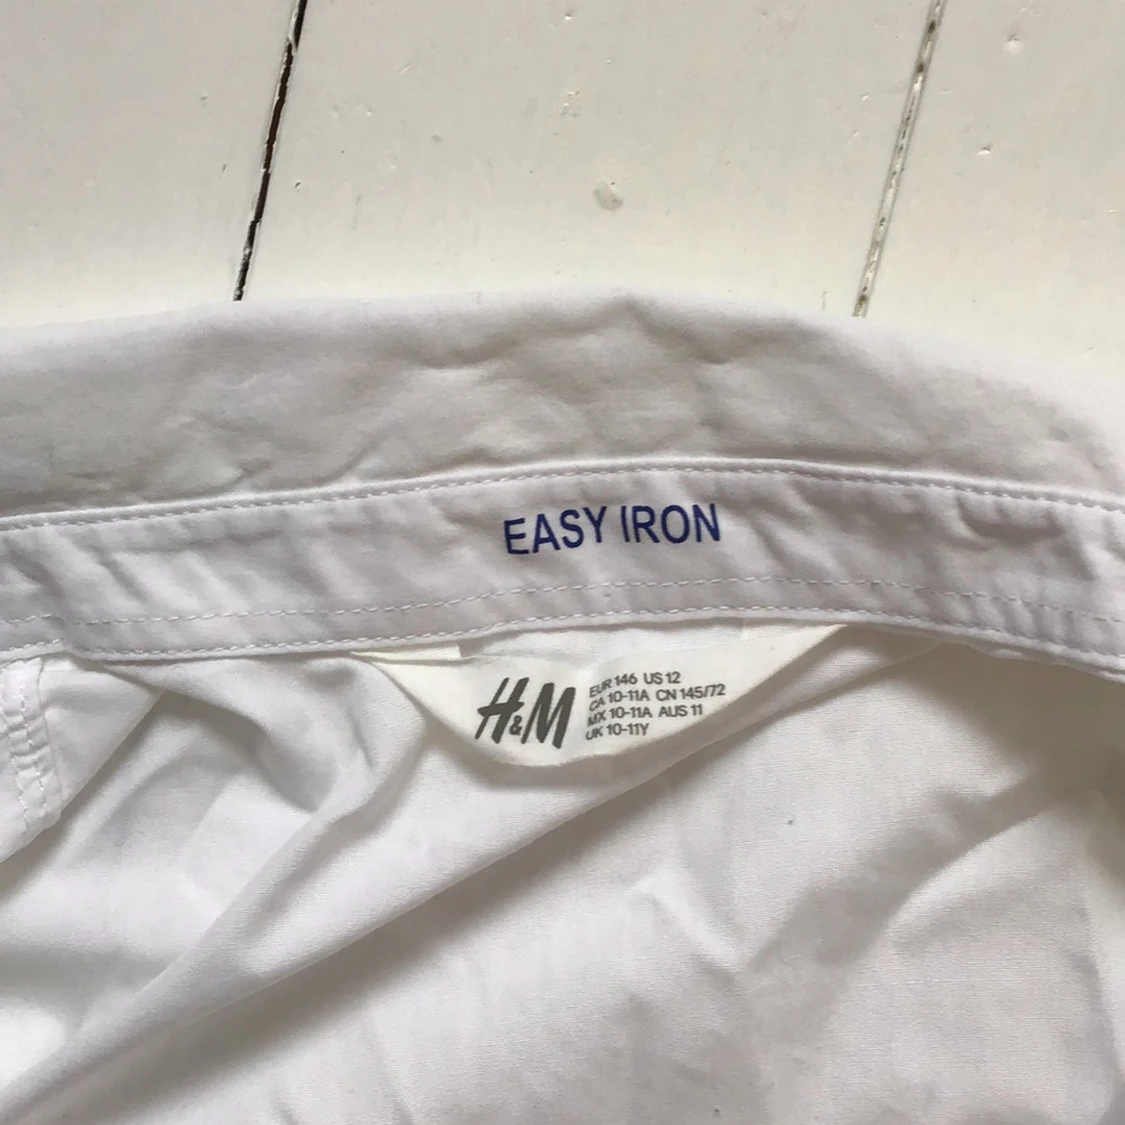 EASY IRON
H&M
EUR 146 US 12
CA 10-11A CN 145/72
MX 10-11A AUS 11
UK 10-11Y